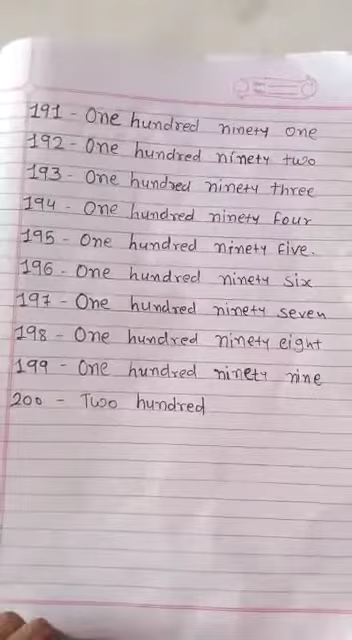 191 - One hundred ninety one
192 - One hundred ninety two
193 - One hundred ninety three
194 - One hundred ninety four
195 - One hundred ninety five.
196 - One hundred ninety six
197 - One hundred ninety seven
198 - One hundred ninety eight
199 - One hundred ninety nine
200 - Two hundred